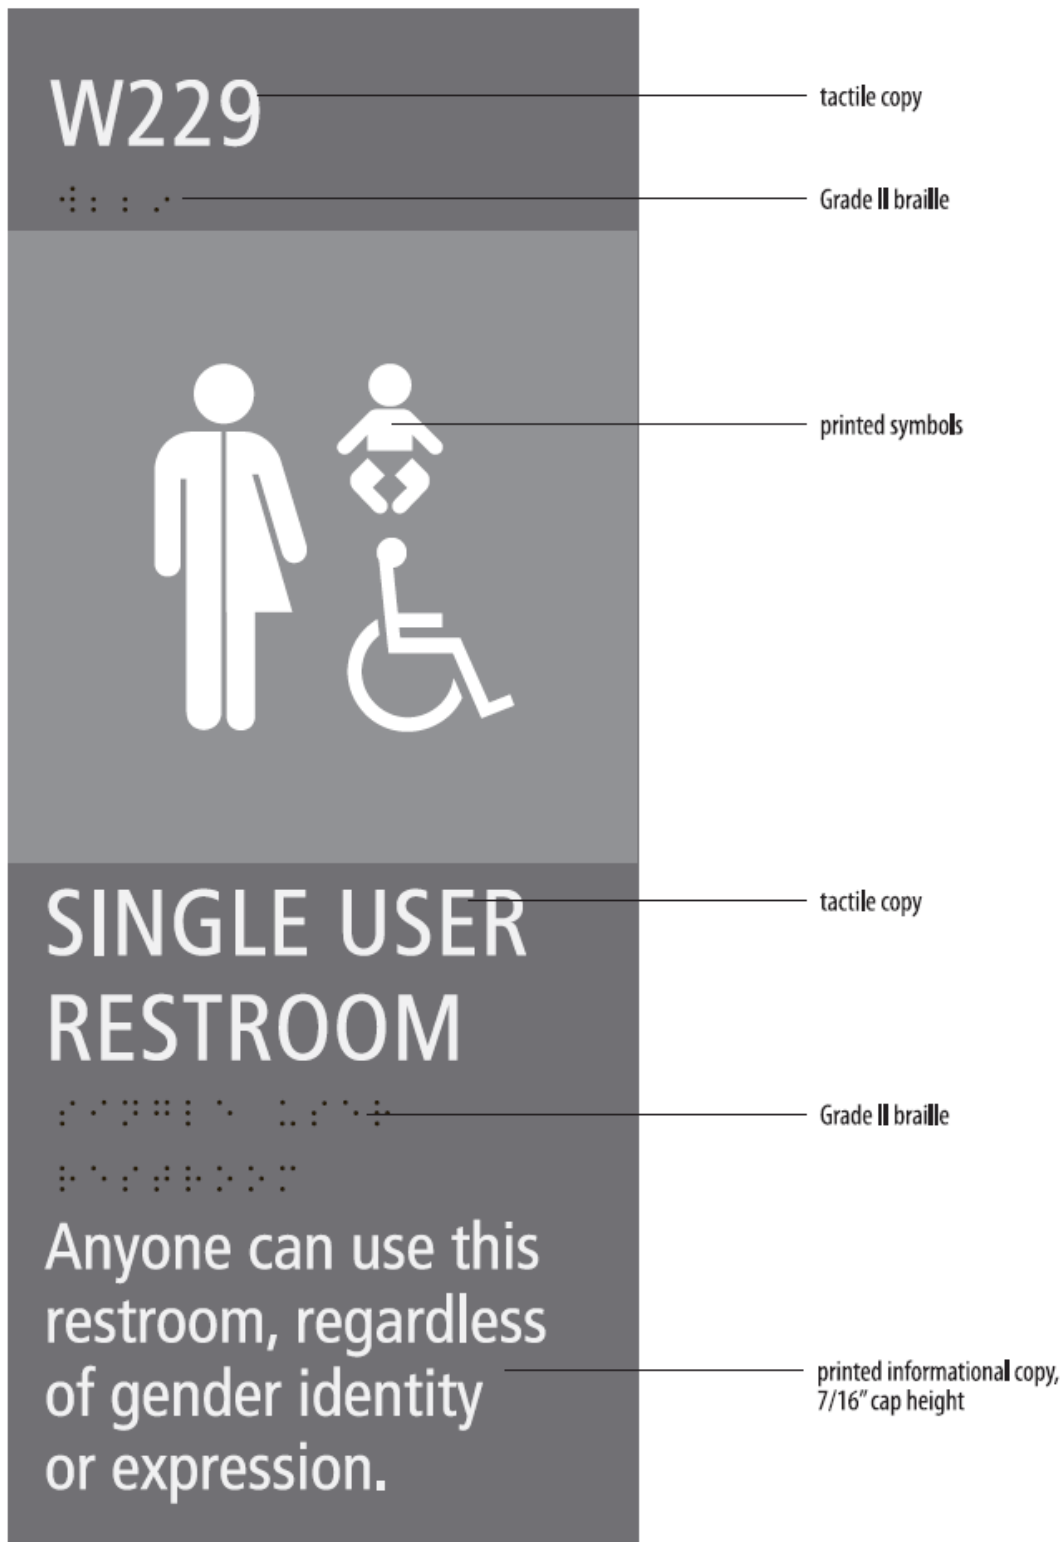 W229
tactile copy
⠺⠆⠆⠔
Grade II braille
printed symbols
SINGLE USER
tactile copy
RESTROOM
⠎⠊⠝⠛⠇⠑ ⠥⠎⠑⠗
Grade II braille
⠗⠑⠎⠞⠗⠕⠕⠍
Anyone can use this
restroom, regardless
of gender identity
or expression.
printed informational copy,
7/16” cap height